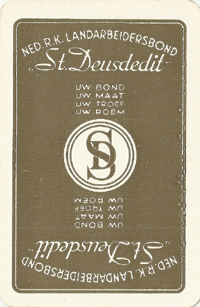 NED. R.K. LANDARBEIDERSBOND
"St. Deusdedit"
UW BOND
UW MAAT
UW TROEF
UW ROEM
SD
UW BOND
UW MAAT
UW TROEF
UW ROEM
"St. Deusdedit"
NED. R.K. LANDARBEIDERSBOND